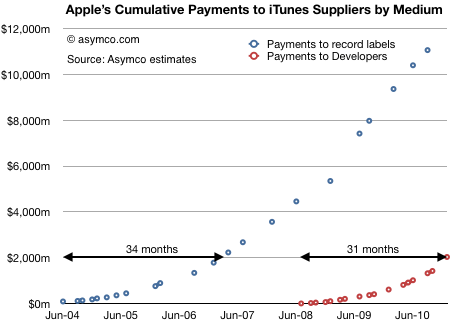 Apple's Cumulative Payments to iTunes Suppliers by Medium
$12,000m
© asymco.com
Source: Asymco estimates
Payments to record labels
Payments to Developers
$10,000m
$8,000m
$6,000m
$4,000m
$2,000m
34 months
31 months
$0m
Jun-04 Jun-05 Jun-06 Jun-07 Jun-08 Jun-09 Jun-10